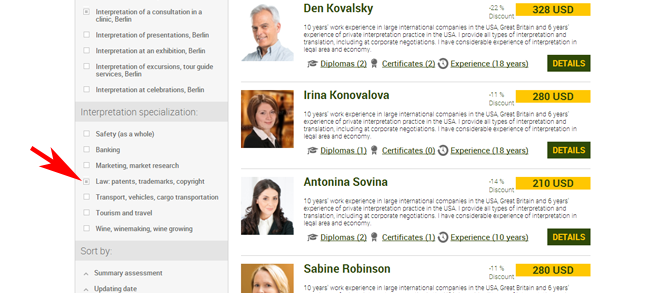 Interpretation of a consultation in a
clinic, Berlin
Interpretation of presentations, Berlin
Interpretation at an exhibition, Berlin
Interpretation of excursions, tour guide
services, Berlin
Interpretation at celebrations, Berlin
Interpretation specialization:
Safety (as a whole)
Banking
Marketing, market research
Law: patents, trademarks, copyright
Transport, vehicles, cargo transportation
Tourism and travel
Wine, winemaking, wine growing
Sort by:
Summary assessment
Updating date
Den Kovalsky
-22 %
Discount
328 USD
10 years' work experience in large international companies in the USA, Great Britain and 6 years'
experience of private interpretation practice in the USA. I provide all types of interpretation and
translation, including at corporate negotiations. I have considerable experience of interpretation in
legal area and economy.
Diplomas (2)
Certificates (2)
Experience (18 years)
DETAILS
Irina Konovalova
-11 %
Discount
280 USD
10 years' work experience in large international companies in the USA, Great Britain and 6 years'
experience of private interpretation practice in the USA. I provide all types of interpretation and
translation, including at corporate negotiations. I have considerable experience of interpretation in
legal area and economy.
Diplomas (1)
Certificates (0)
Experience (18 years)
DETAILS
Antonina Sovina
-14 %
Discount
210 USD
10 years' work experience in large international companies in the USA, Great Britain and 6 years'
experience of private interpretation practice in the USA. I provide all types of interpretation and
translation, including at corporate negotiations. I have considerable experience of interpretation in
legal area and economy.
Diplomas (2)
Certificates (1)
Experience (10 years)
DETAILS
Sabine Robinson
-11 %
Discount
280 USD
10 years' work experience in large international companies in the USA, Great Britain and 6 years'